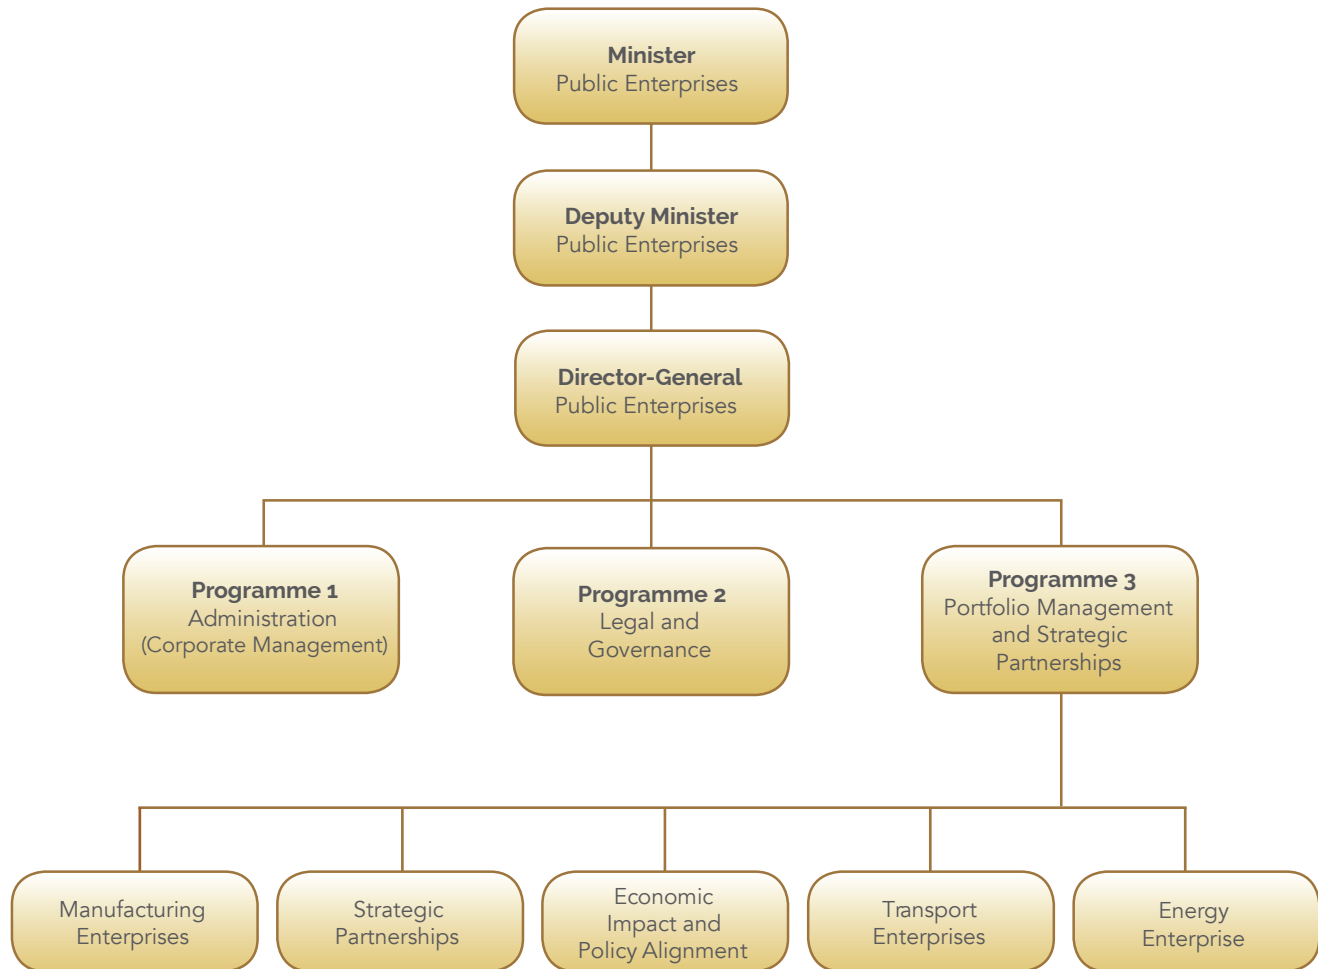 Minister
Public Enterprises
Deputy Minister
Public Enterprises
Director-General
Public Enterprises
Programme 1
Administration
(Corporate Management)
Programme 2
Legal and
Governance
Programme 3
Portfolio Management
and Strategic
Partnerships
Manufacturing
Enterprises
Strategic
Partnerships
Economic
Impact and
Policy Alignment
Transport
Enterprises
Energy
Enterprise